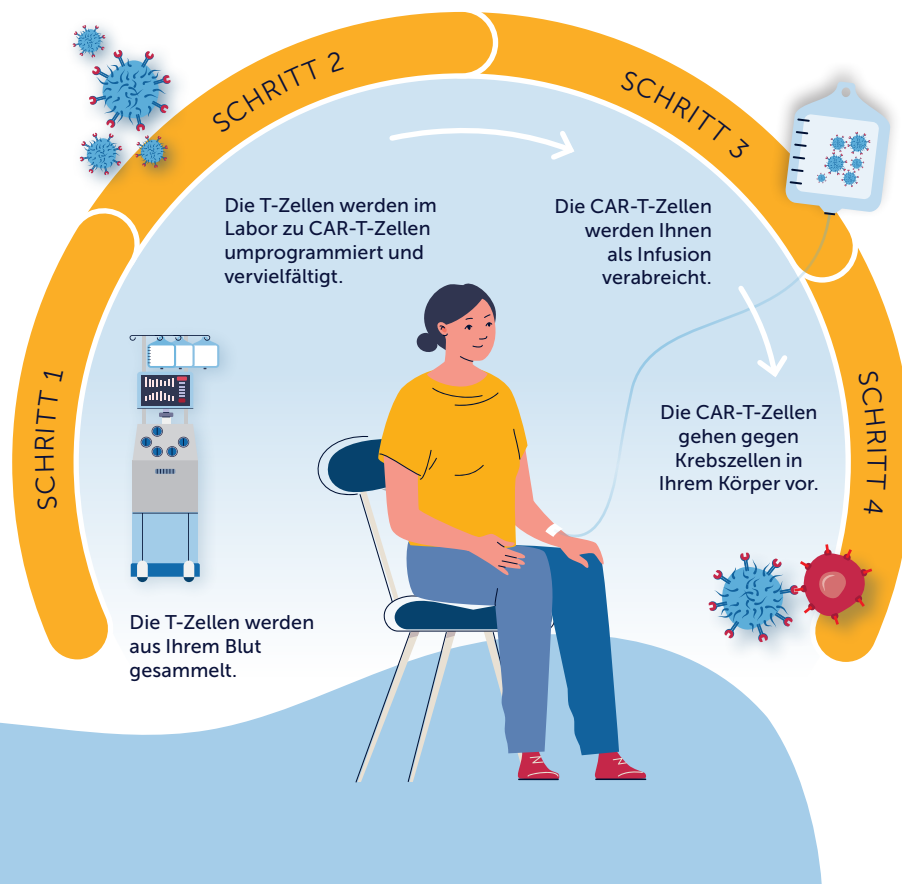 SCHRITT 1
Die T-Zellen werden
aus Ihrem Blut
gesammelt.
SCHRITT 2
Die T-Zellen werden im
Labor zu CAR-T-Zellen
umprogrammiert und
vervielfältigt.
SCHRITT 3
Die CAR-T-Zellen
werden Ihnen
als Infusion
verabreicht.
SCHRITT 4
Die CAR-T-Zellen
gehen gegen
Krebszellen in
Ihrem Körper vor.